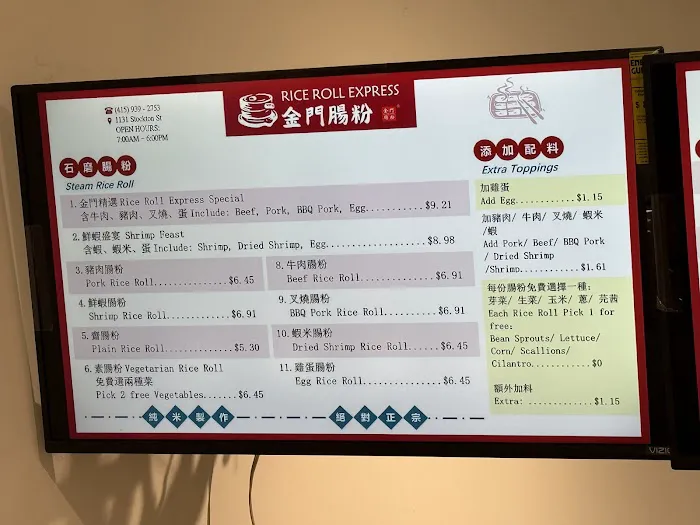 (415) 939 - 2753
1131 Stockton St
OPEN HOURS:
7:00AM – 6:00PM
RICE ROLL EXPRESS
金門腸粉
石磨腸粉
Steam Rice Roll
1. 金門精選 Rice Roll Express Special
含牛肉、豬肉、叉燒、蛋 Include: Beef, Pork, BBQ Pork, Egg...........$9.21
2. 鮮蝦盛宴 Shrimp Feast
含蝦、蝦米、蛋 Include: Shrimp, Dried Shrimp, Egg..................$8.98
3. 豬肉腸粉
Pork Rice Roll...........$6.45
4. 鮮蝦腸粉
Shrimp Rice Roll.........$6.91
5. 齋腸粉
Plain Rice Roll..........$5.30
6. 素腸粉 Vegetarian Rice Roll
免費選兩種菜
Pick 2 free Vegetables.......$6.45
8. 牛肉腸粉
Beef Rice Roll...........$6.91
9. 叉燒腸粉
BBQ Pork Rice Roll.......$6.91
10. 蝦米腸粉
Dried Shrimp Rice Roll.....$6.45
11. 雞蛋腸粉
Egg Rice Roll............$6.45
純米製作
絕對正宗
添加配料
Extra Toppings
加雞蛋
Add Egg..............$1.15
加豬肉/ 牛肉/ 叉燒/ 蝦米
/蝦
Add Pork/ Beef/ BBQ Pork
/ Dried Shrimp
/Shrimp..............$1.61
每份腸粉免費選擇一種:
芽菜/ 生菜/ 玉米/ 蔥/ 芫茜
Each Rice Roll Pick 1 for
free:
Bean Sprouts/ Lettuce/
Corn/ Scallions/
Cilantro..............$0
額外加料
Extra: ...............$1.15